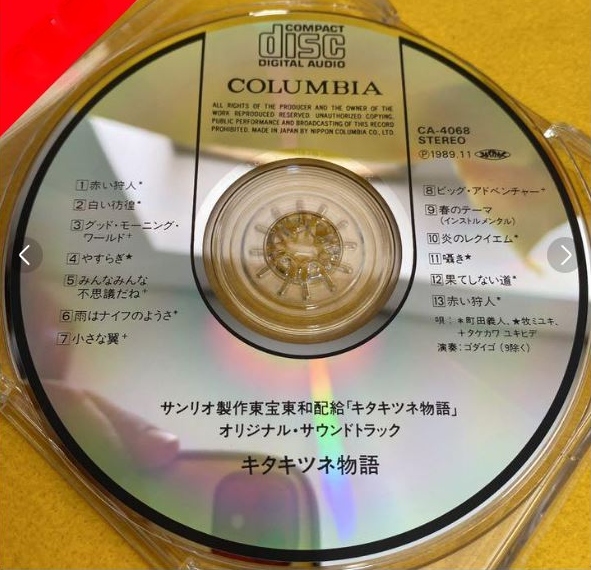 COMPACT
disc
DIGITAL AUDIO
COLUMBIA
ALL RIGHTS OF THE PRODUCER AND THE OWNER OF THE
WORK REPRODUCED RESERVED. UNAUTHORIZED COPYING,
PUBLIC PERFORMANCE AND BROADCASTING OF THIS RECORD
PROHIBITED. MADE IN JAPAN BY NIPPON COLUMBIA CO., LTD.
CA-4068
STEREO
Ⓟ1989.11
1 赤い狩人*
2 白い彷徨*
3 グッド・モーニング・
ワールド+
4 やすらぎ★
5 みんなみんな
不思議だね+
6 雨はナイフのようさ*
7 小さな翼+
8 ビッグ・アドベンチャー+
9 春のテーマ
(インストルメンタル)
10 炎のレクイエム*
11 囁き★
12 果てしない道*
13 赤い狩人*
唄:*町田義人、★牧ミユキ、
+タケカワ ユキヒデ
演奏:ゴダイゴ (9除く)
サンリオ製作東宝東和配給「キタキツネ物語」
オリジナル・サウンドトラック
キタキツネ物語